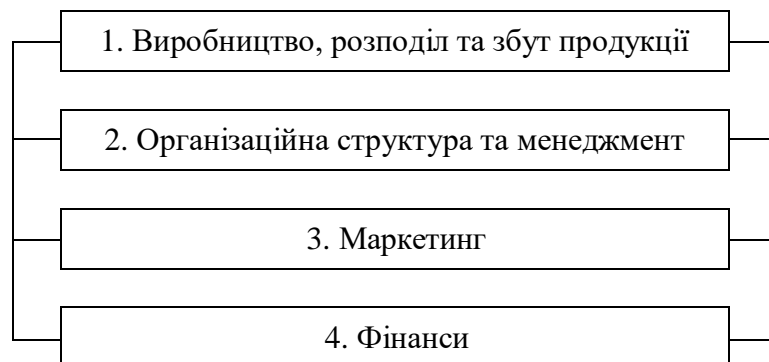 1. Виробництво, розподіл та збут продукції
2. Організаційна структура та менеджмент
3. Маркетинг
4. Фінанси